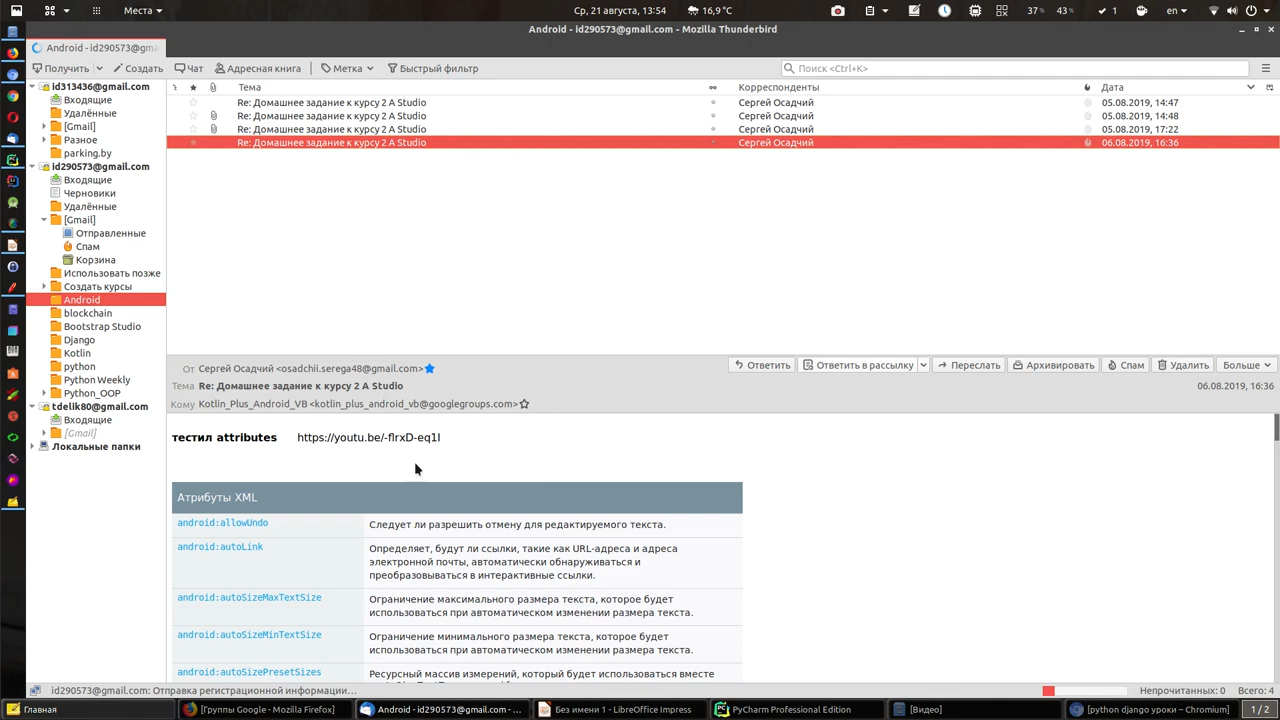 Места
Ср, 21 августа, 13:54
16,9 °C
37% 43% 1 en
Android - id290573@gmail.com - Mozilla Thunderbird
Android - id290573@gma
Получить Создать Чат Адресная книга Метка Быстрый фильтр Поиск <Ctrl+K>
Тема Корреспонденты Дата
Re: Домашнее задание к курсу 2 A Studio Сергей Осадчий 05.08.2019, 14:47
Re: Домашнее задание к курсу 2 A Studio Сергей Осадчий 05.08.2019, 14:48
Re: Домашнее задание к курсу 2 A Studio Сергей Осадчий 05.08.2019, 17:22
Re: Домашнее задание к курсу 2 A Studio Сергей Осадчий 06.08.2019, 16:36
id313436@gmail.com
Входящие
Удалённые
[Gmail]
Разное
parking.by
id290573@gmail.com
Входящие
Черновики
Удалённые
[Gmail]
Отправленные
Спам
Корзина
Использовать позже
Создать курсы
Android
blockchain
Bootstrap Studio
Django
Kotlin
python
Python Weekly
Python_OOP
tdelik80@gmail.com
Входящие
[Gmail]
Локальные папки
От Сергей Осадчий <osadchii.serega48@gmail.com>
Ответить Ответить в рассылку Переслать Архивировать Спам Удалить Больше
Тема Re: Домашнее задание к курсу 2 A Studio 06.08.2019, 16:36
Кому Kotlin_Plus_Android_VB <kotlin_plus_android_vb@googlegroups.com>
тестил attributes https://youtu.be/-flrxD-eq1I
Атрибуты XML
android:allowUndo Следует ли разрешить отмену для редактируемого текста.
android:autoLink Определяет, будут ли ссылки, такие как URL-адреса и адреса
электронной почты, автоматически обнаруживаться и
преобразовываться в интерактивные ссылки.
android:autoSizeMaxTextSize Ограничение максимального размера текста, которое будет
использоваться при автоматическом изменении размера текста.
android:autoSizeMinTextSize Ограничение минимального размера текста, которое будет
использоваться при автоматическом изменении размера текста.
android:autoSizePresetSizes Ресурсный массив измерений, который будет использоваться вместе
id290573@gmail.com: Отправка регистрационной информации…
Непрочитанных: 0 Всего: 4
Главная
[Группы Google - Mozilla Firefox]
Android - id290573@gmail.com - ...
Без имени 1 - LibreOffice Impress
PyCharm Professional Edition
[Видео]
[python django уроки – Chromium]
1 / 2